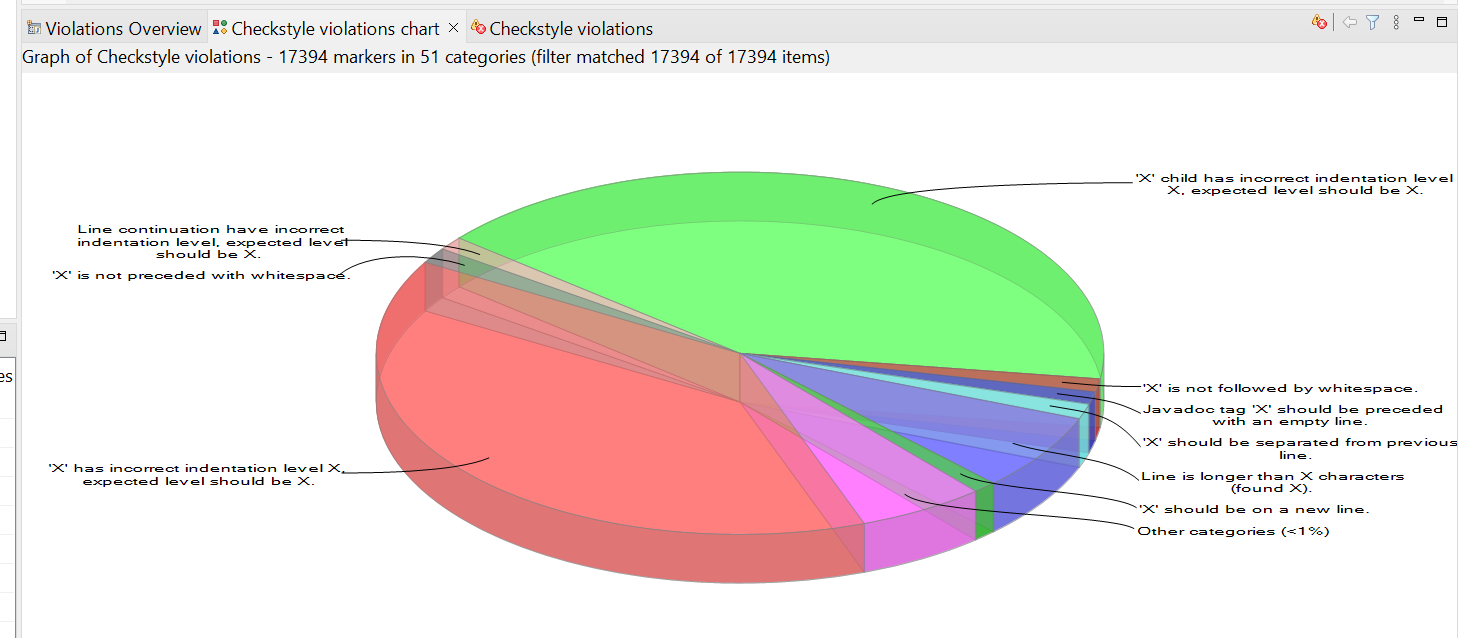 Violations Overview
Checkstyle violations chart
Checkstyle violations
Graph of Checkstyle violations - 17394 markers in 51 categories (filter matched 17394 of 17394 items)
'X' child has incorrect indentation level
X, expected level should be X.
Line continuation have incorrect
indentation level, expected level
should be X.
'X' is not preceded with whitespace.
es
'X' is not followed by whitespace.
Javadoc tag 'X' should be preceded
with an empty line.
'X' should be separated from previous
line.
'X' has incorrect indentation level X,
expected level should be X.
Line is longer than X characters
(found X).
'X' should be on a new line.
Other categories (<1%)